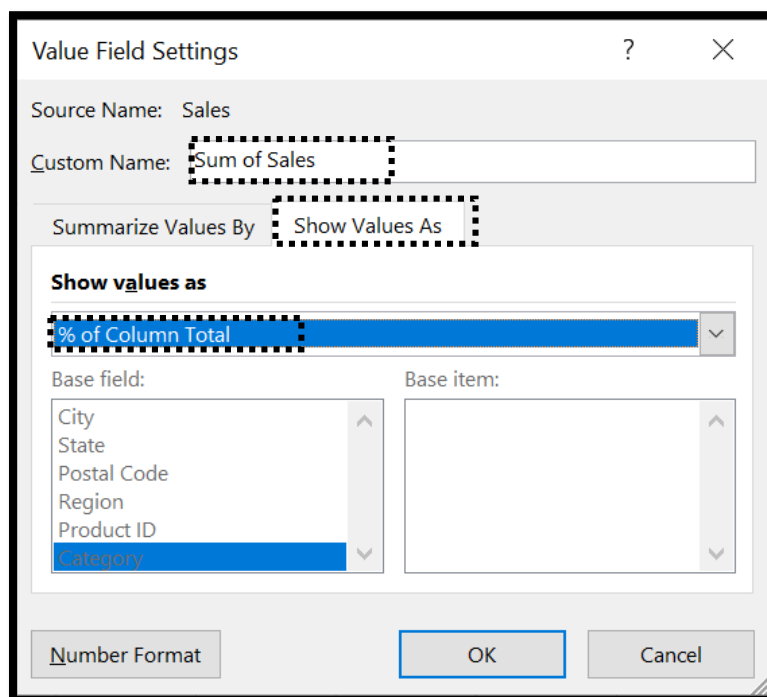 Value Field Settings ?
Source Name: Sales
Custom Name: Sum of Sales
Summarize Values By Show Values As
Show values as
% of Column Total
Base field: Base item:
City
State
Postal Code
Region
Product ID
Category
Number Format OK Cancel